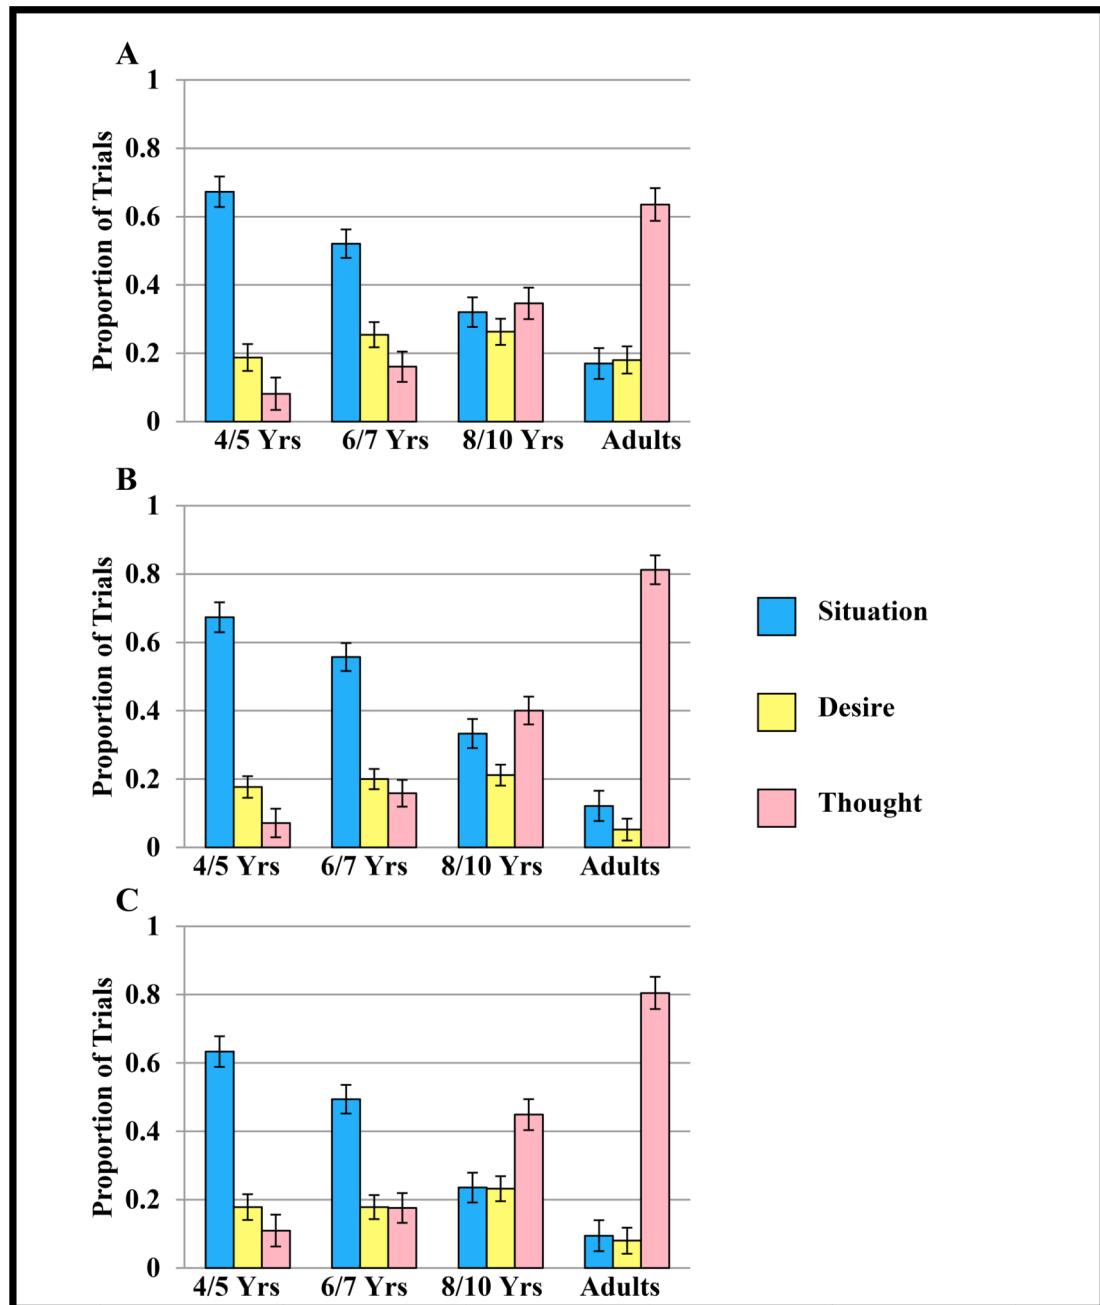 A
1
0.8
0.6
0.4
0.2
0
Proportion of Trials
4/5 Yrs 6/7 Yrs 8/10 Yrs Adults
B
1
0.8
0.6
0.4
0.2
0
Proportion of Trials
4/5 Yrs 6/7 Yrs 8/10 Yrs Adults
Situation
Desire
Thought
C
1
0.8
0.6
0.4
0.2
0
Proportion of Trials
4/5 Yrs 6/7 Yrs 8/10 Yrs Adults